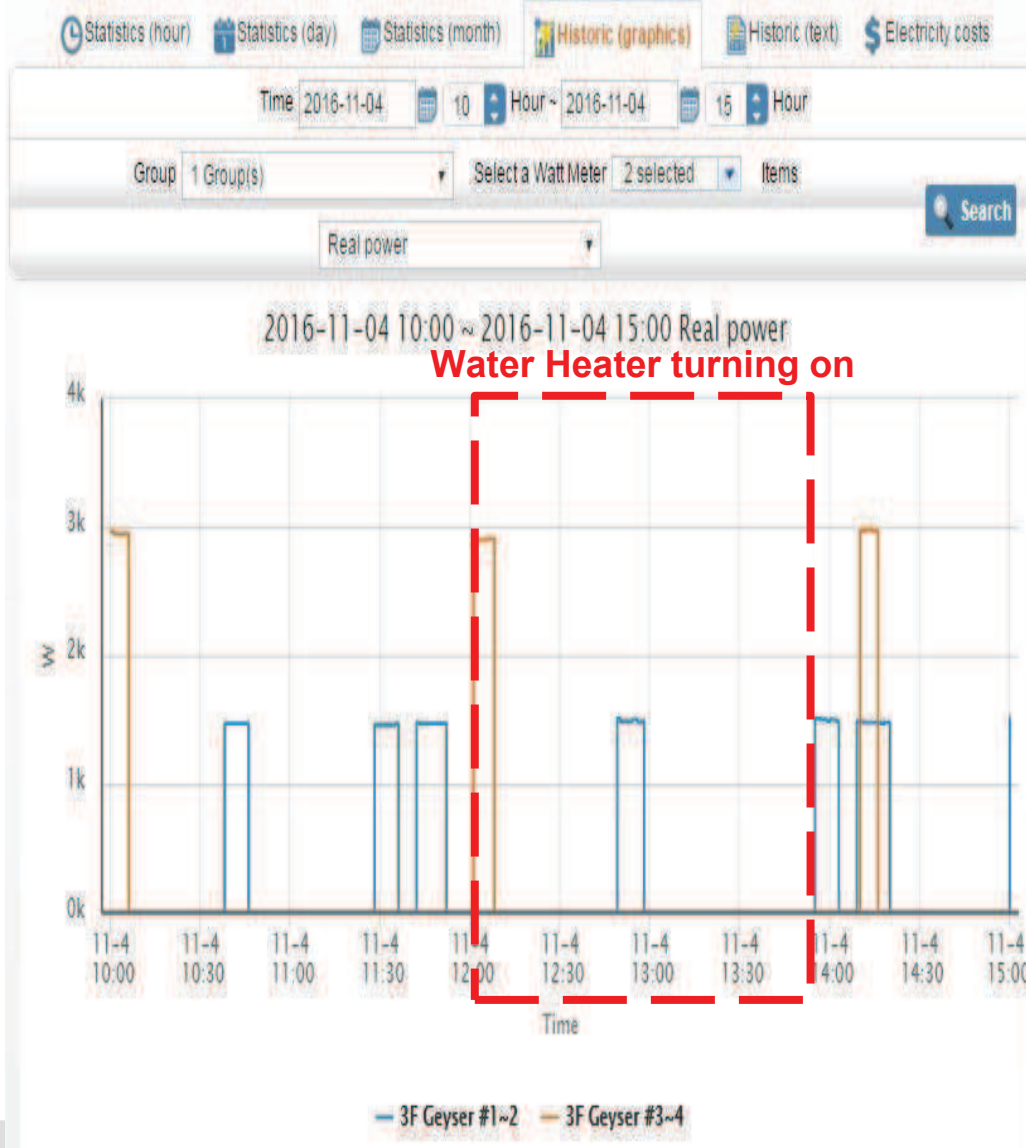 Statistics (hour) Statistics (day) Statistics (month) Historic (graphics) Historic (text) Electricity costs
Time 2016-11-04 10 Hour ~ 2016-11-04 15 Hour
Group 1 Group(s) Select a Watt Meter 2 selected Items
Search
Real power
2016-11-04 10:00 ~ 2016-11-04 15:00 Real power
Water Heater turning on
4k
3k
2k
W
1k
0k
11-4 11-4 11-4 11-4 11-4 11-4 11-4 11-4 11-4 11-4 11-4
10:00 10:30 11:00 11:30 12:00 12:30 13:00 13:30 14:00 14:30 15:00
Time
3F Geyser #1~2 3F Geyser #3~4